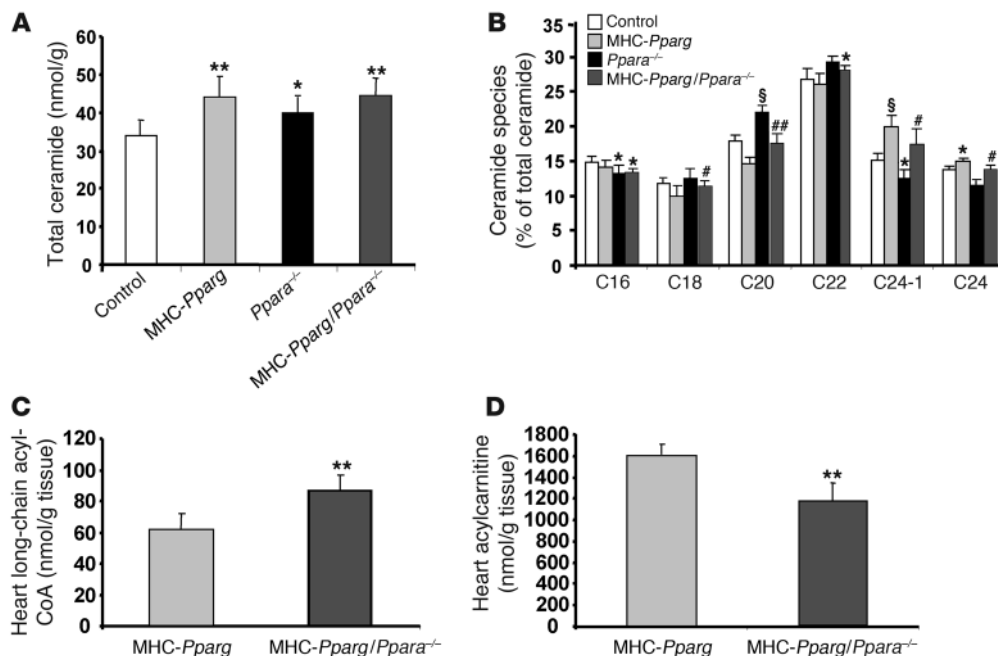 A
Total ceramide (nmol/g)
60
50
40
30
20
10
0
**
*
**
Control
MHC-Pparg
Ppara⁻/⁻
MHC-Pparg/Ppara⁻/⁻
B
Ceramide species
(% of total ceramide)
35
30
25
20
15
10
5
0
Control
MHC-Pparg
Ppara⁻/⁻
MHC-Pparg/Ppara⁻/⁻
* *
#
§
##
*
§
*
#
*
#
C16
C18
C20
C22
C24-1
C24
C
Heart long-chain acyl-
CoA (nmol/g tissue)
120
100
80
60
40
20
0
**
MHC-Pparg
MHC-Pparg/Ppara⁻/⁻
D
Heart acylcarnitine
(nmol/g tissue)
1800
1600
1400
1200
1000
800
600
400
200
0
**
MHC-Pparg
MHC-Pparg/Ppara⁻/⁻